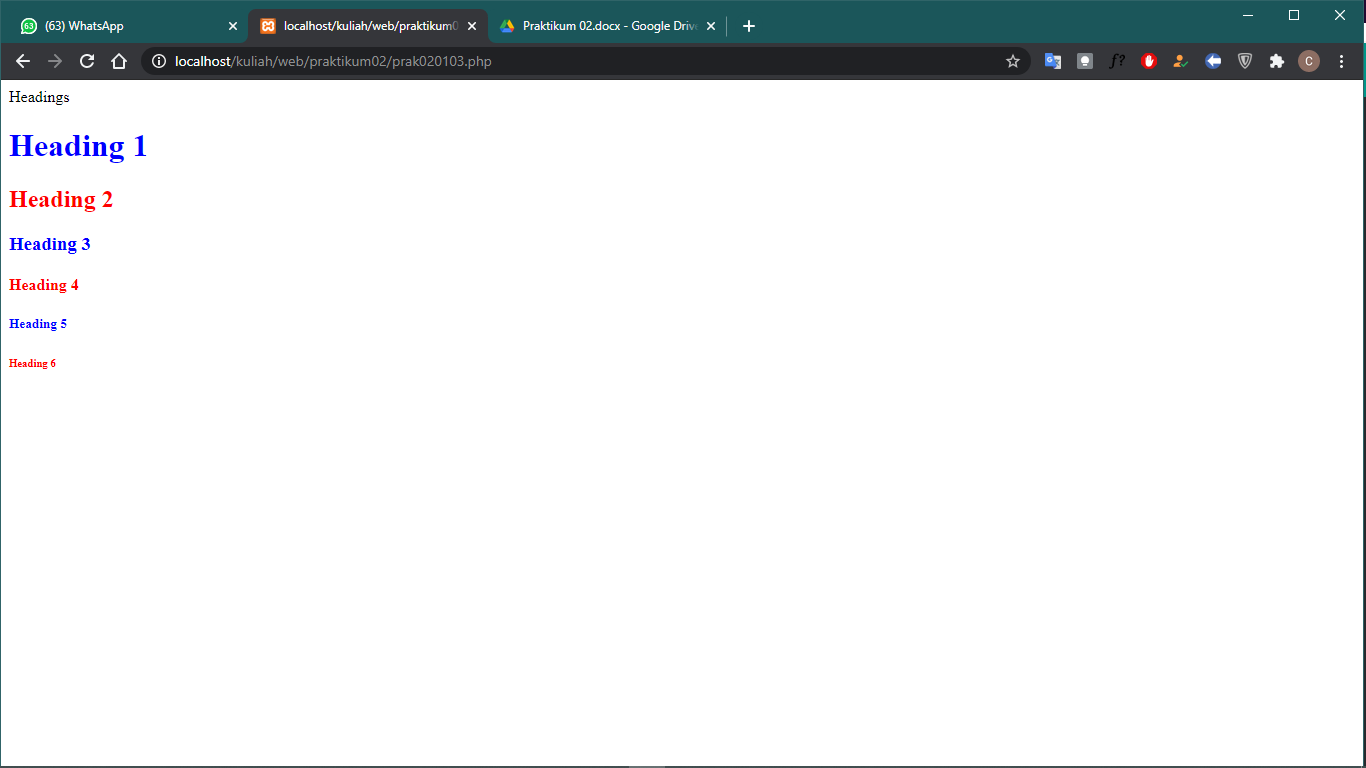 63
(63) WhatsApp
localhost/kuliah/web/praktikum0
Praktikum 02.docx - Google Driv
localhost/kuliah/web/praktikum02/prak020103.php
f?
C
Headings
Heading 1
Heading 2
Heading 3
Heading 4
Heading 5
Heading 6